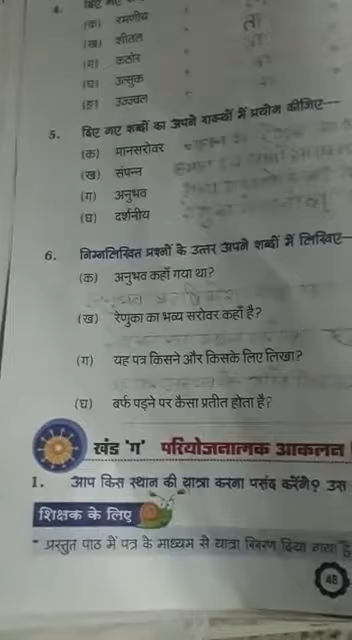 4. दिए गए
(क) रमणीय
ता
(ख) शीतल
(ग) कठोर
(घ) उत्सुक
(ङ) उज्ज्वल
5. दिए गए शब्दों का अपने वाक्यों में प्रयोग कीजिए—
(क) मानसरोवर
(ख) संपन्न
(ग) अनुभव
(घ) दर्शनीय
6. निम्नलिखित प्रश्नों के उत्तर अपने शब्दों में लिखिए—
(क) अनुभव कहाँ गया था?
(ख) रेणुका का भव्य सरोवर कहाँ है?
(ग) यह पत्र किसने और किसके लिए लिखा?
(घ) बर्फ पड़ने पर कैसा प्रतीत होता है?
खंड 'ग' परियोजनात्मक आकलन
1. आप किस स्थान की यात्रा करना पसंद करेंगे? उस
शिक्षक के लिए
प्रस्तुत पाठ में पत्र के माध्यम से यात्रा विवरण दिया गया है
48